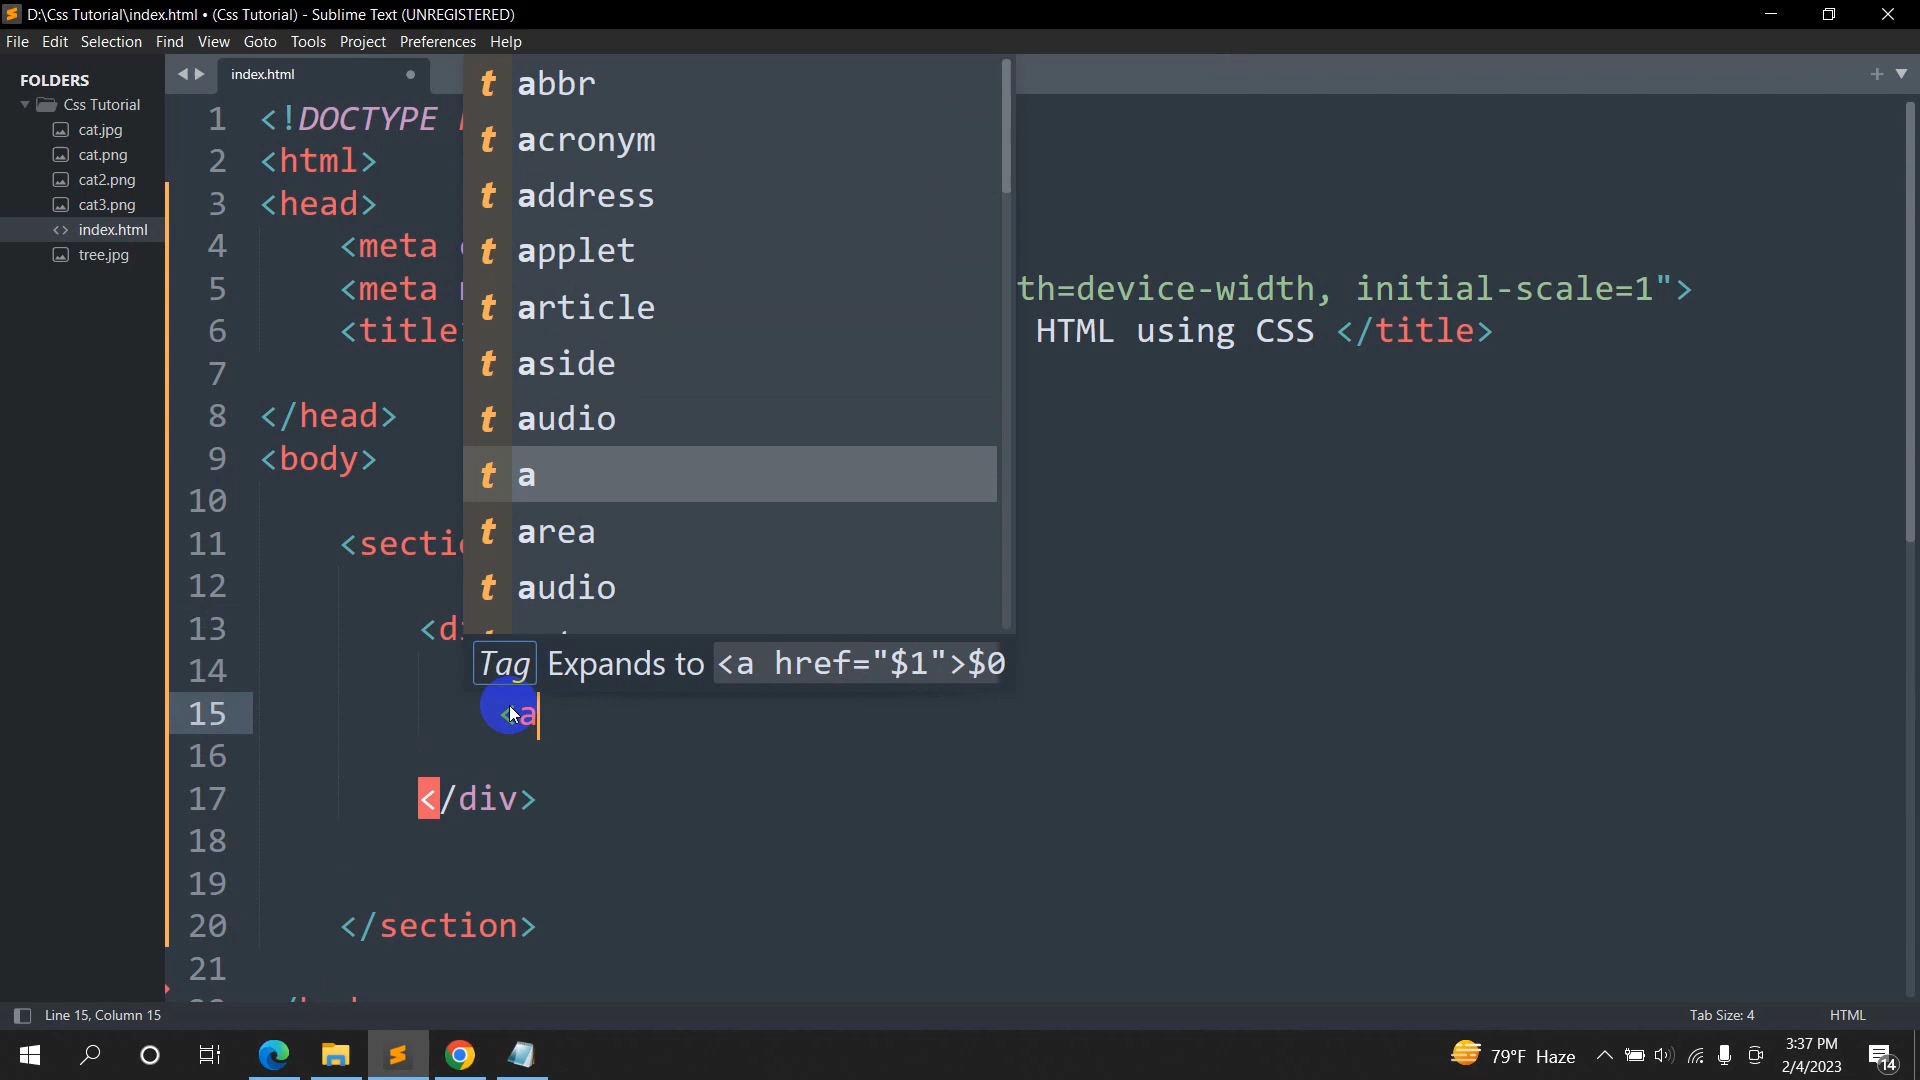 D:\Css Tutorial\index.html • (Css Tutorial) - Sublime Text (UNREGISTERED)
File Edit Selection Find View Goto Tools Project Preferences Help
FOLDERS
Css Tutorial
cat.jpg
cat.png
cat2.png
cat3.png
index.html
tree.jpg
index.html
1 <!DOCTYPE
2 <html>
3 <head>
4 <meta
5 <meta th=device-width, initial-scale=1">
6 <title HTML using CSS </title>
7
8 </head>
9 <body>
10
11 <sectio
12
13 <di
14
15 <a
16
17 </div>
18
19
20 </section>
21
abbr
acronym
address
applet
article
aside
audio
a
area
audio
Tag Expands to <a href="$1">$0
Line 15, Column 15
Tab Size: 4 HTML
79°F Haze
3:37 PM
2/4/2023
14